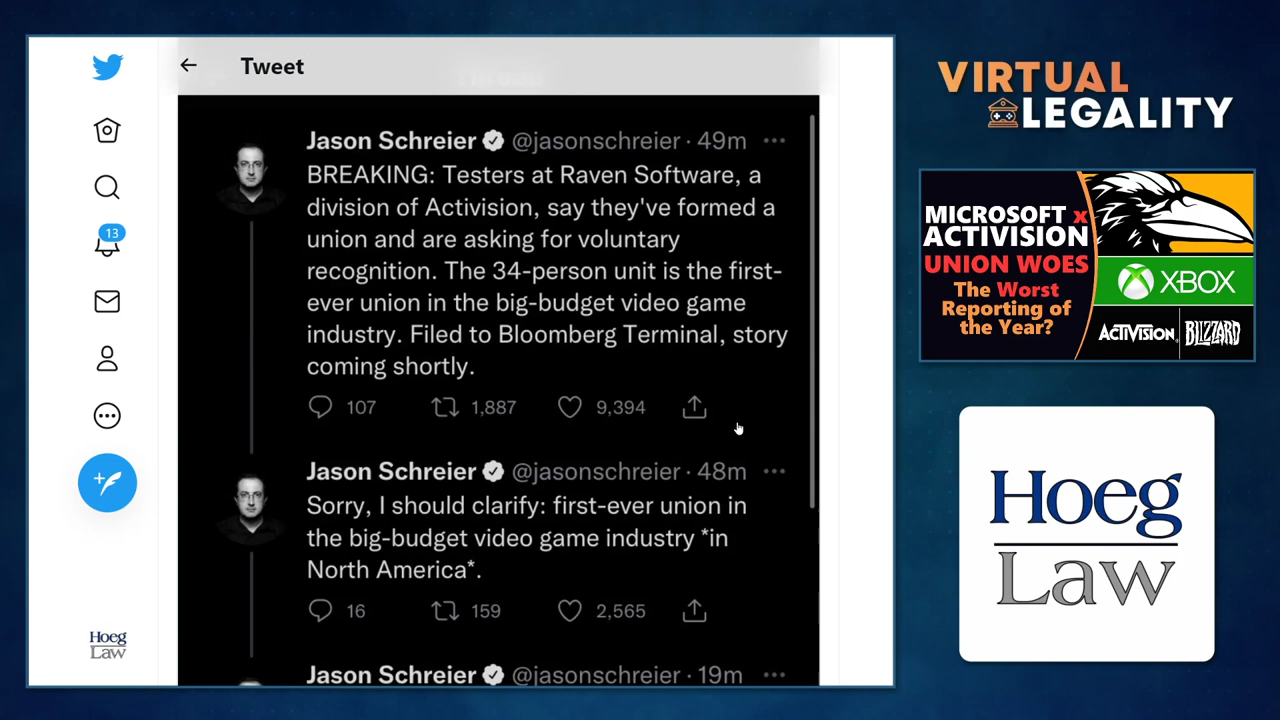 Tweet
Jason Schreier @jasonschreier · 49m
BREAKING: Testers at Raven Software, a
division of Activision, say they've formed a
union and are asking for voluntary
recognition. The 34-person unit is the first-
ever union in the big-budget video game
industry. Filed to Bloomberg Terminal, story
coming shortly.
107 1,887 9,394
Jason Schreier @jasonschreier · 48m
Sorry, I should clarify: first-ever union in
the big-budget video game industry *in
North America*.
16 159 2,565
Jason Schreier @jasonschreier · 19m
13
Hoeg
Law
VIRTUAL
LEGALITY
MICROSOFT x
ACTIVISION
UNION WOES
The Worst
Reporting of
the Year?
XBOX
ACTIVISION BLIZZARD
Hoeg
Law